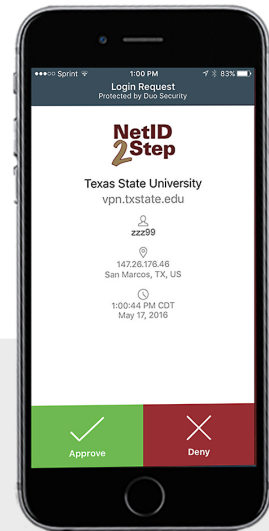 Sprint 1:00 PM 83%
Login Request
Protected by Duo Security
NetID
2Step
Texas State University
vpn.txstate.edu
zzz99
147.26.176.46
San Marcos, TX, US
1:00:44 PM CDT
May 17, 2016
Approve Deny